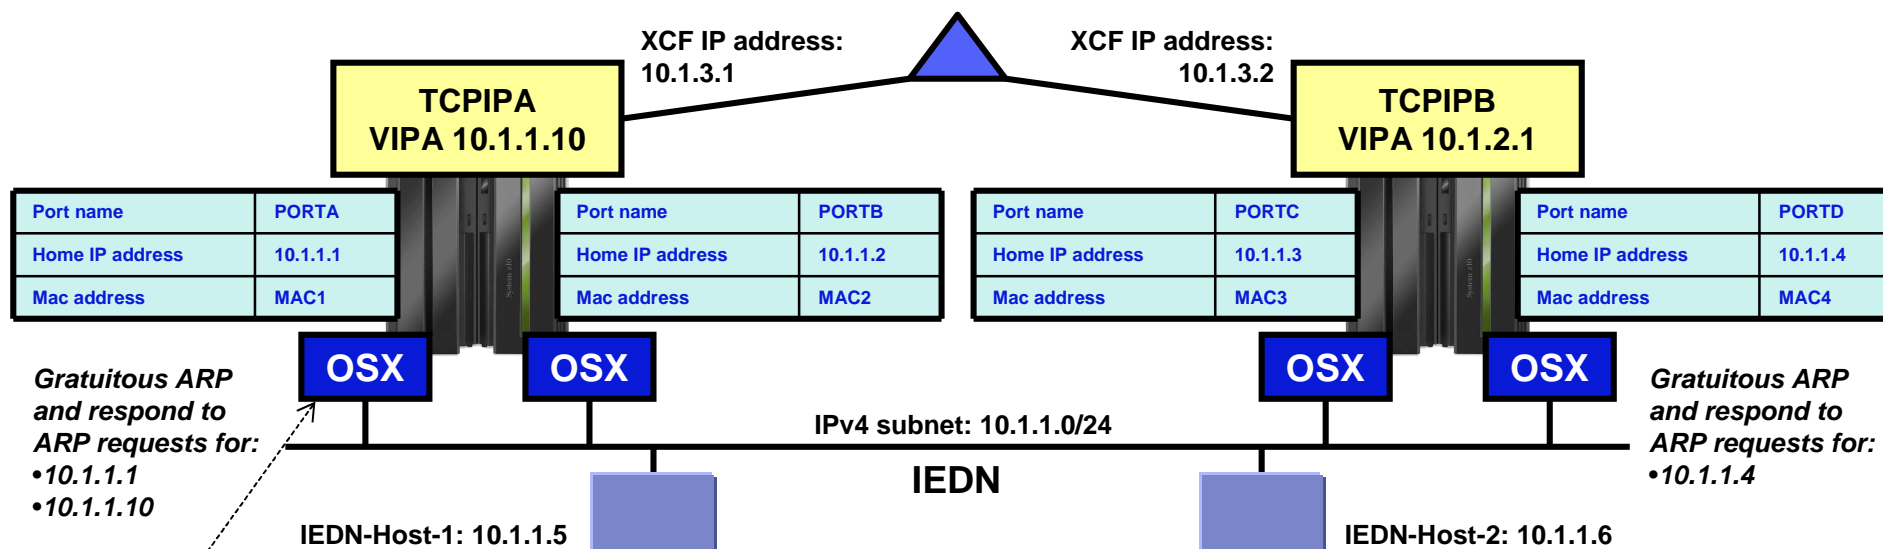 XCF IP address:
10.1.3.1
XCF IP address:
10.1.3.2
TCPIPA
VIPA 10.1.1.10
TCPIPB
VIPA 10.1.2.1
Port name PORTA
Home IP address 10.1.1.1
Mac address MAC1
Port name PORTB
Home IP address 10.1.1.2
Mac address MAC2
Port name PORTC
Home IP address 10.1.1.3
Mac address MAC3
Port name PORTD
Home IP address 10.1.1.4
Mac address MAC4
System z10
System z10
OSX
OSX
OSX
OSX
Gratuitous ARP
and respond to
ARP requests for:
•10.1.1.1
•10.1.1.10
IPv4 subnet: 10.1.1.0/24
IEDN
Gratuitous ARP
and respond to
ARP requests for:
•10.1.1.4
IEDN-Host-1: 10.1.1.5
IEDN-Host-2: 10.1.1.6